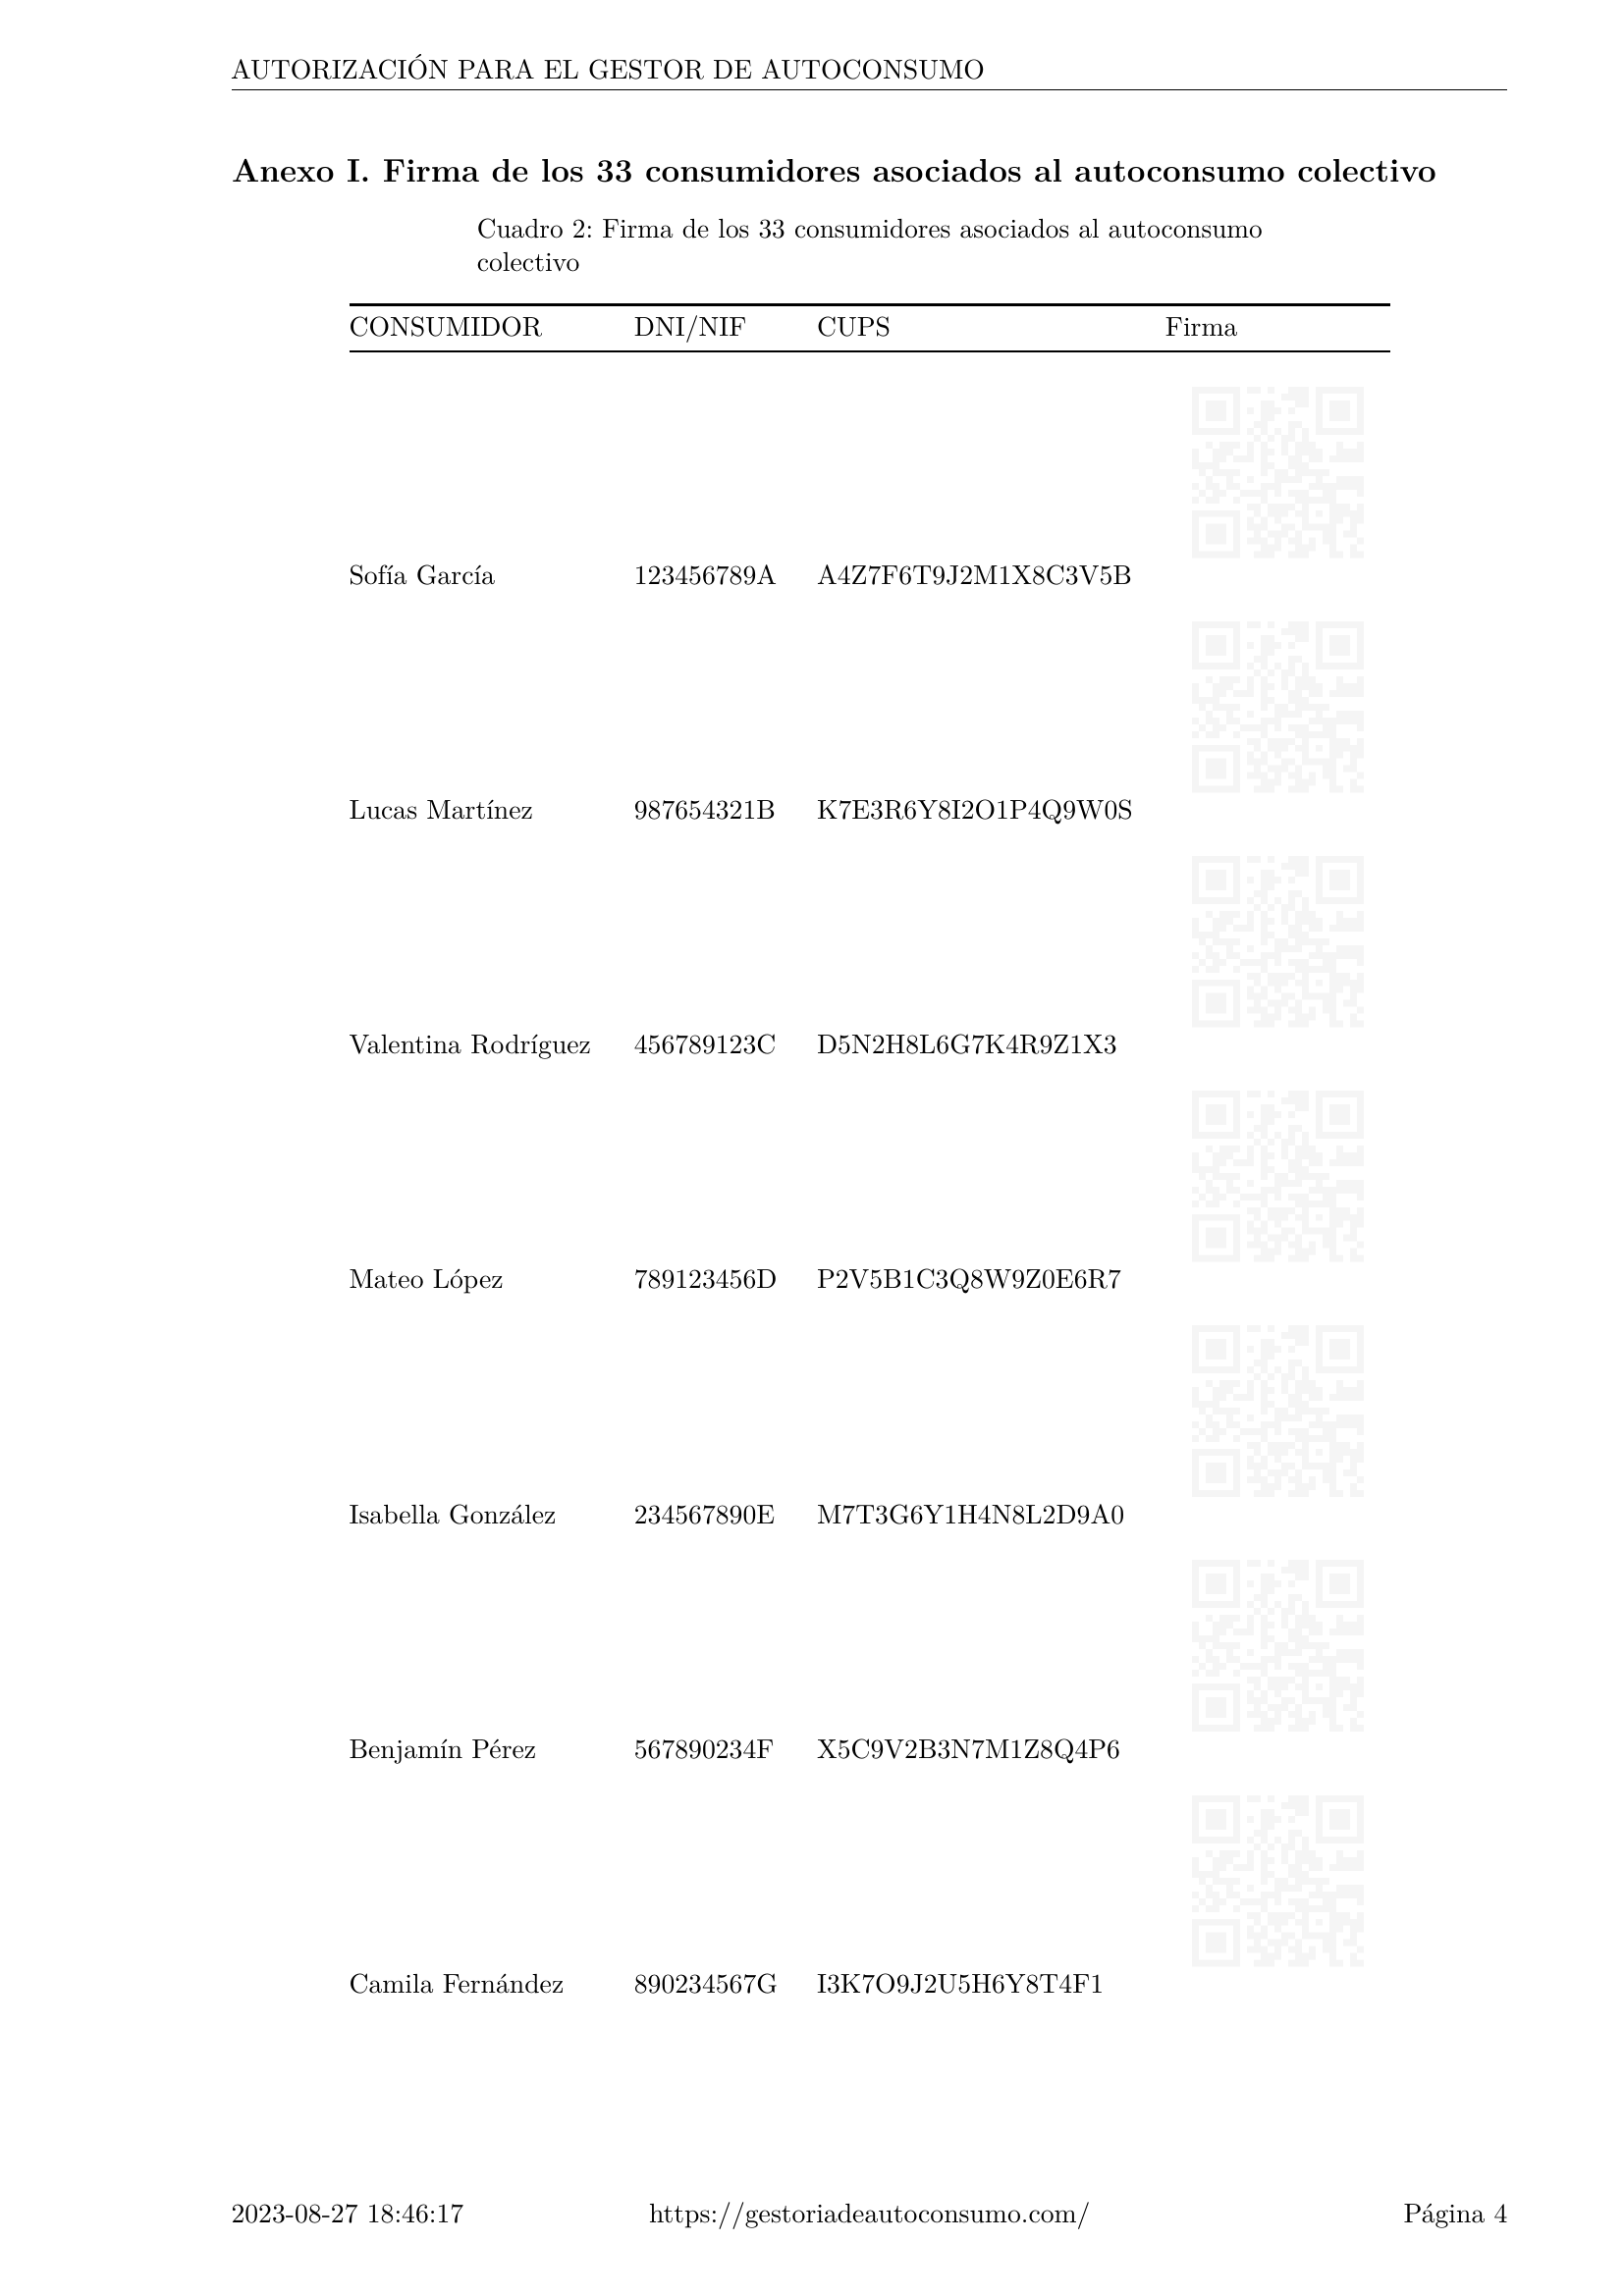 AUTORIZACIÓN PARA EL GESTOR DE AUTOCONSUMO
Anexo I. Firma de los 33 consumidores asociados al autoconsumo colectivo
Cuadro 2: Firma de los 33 consumidores asociados al autoconsumo
colectivo
CONSUMIDOR DNI/NIF CUPS Firma
Sofía García 123456789A A4Z7F6T9J2M1X8C3V5B
Lucas Martínez 987654321B K7E3R6Y8I2O1P4Q9W0S
Valentina Rodríguez 456789123C D5N2H8L6G7K4R9Z1X3
Mateo López 789123456D P2V5B1C3Q8W9Z0E6R7
Isabella González 234567890E M7T3G6Y1H4N8L2D9A0
Benjamín Pérez 567890234F X5C9V2B3N7M1Z8Q4P6
Camila Fernández 890234567G I3K7O9J2U5H6Y8T4F1
2023-08-27 18:46:17 https://gestoriadeautoconsumo.com/ Página 4